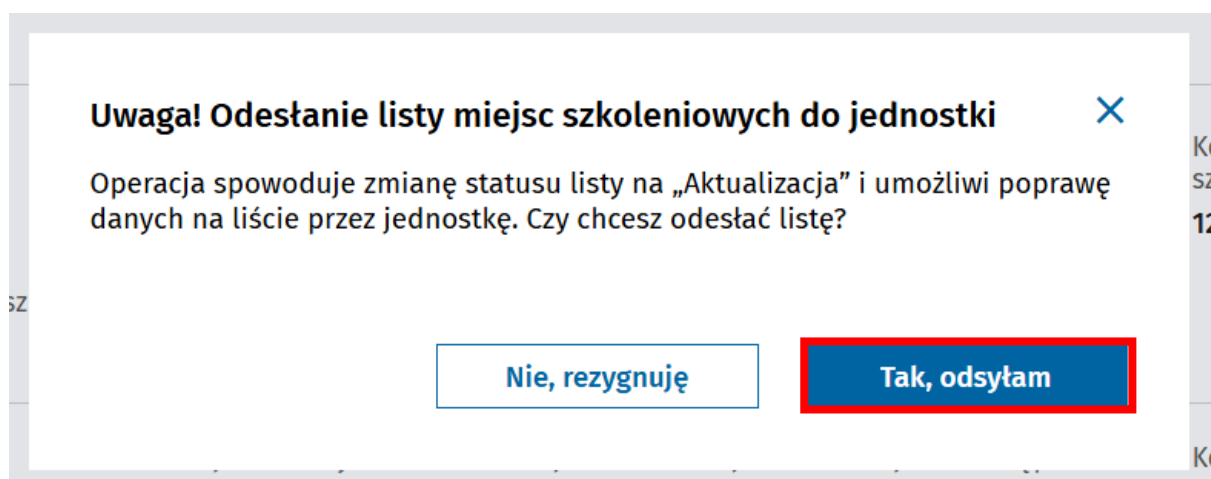 Uwaga! Odesłanie listy miejsc szkoleniowych do jednostki
Operacja spowoduje zmianę statusu listy na „Aktualizacja” i umożliwi poprawę
danych na liście przez jednostkę. Czy chcesz odesłać listę?
Nie, rezygnuję
Tak, odsyłam